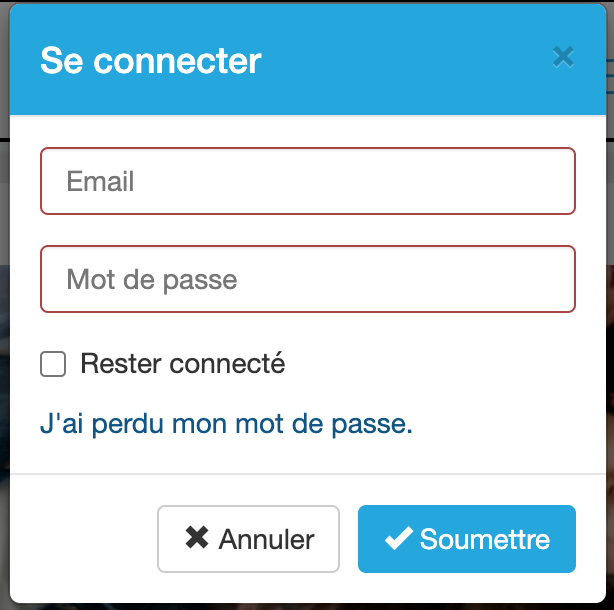 Se connecter
Email
Mot de passe
Rester connecté
J'ai perdu mon mot de passe.
Annuler
Soumettre